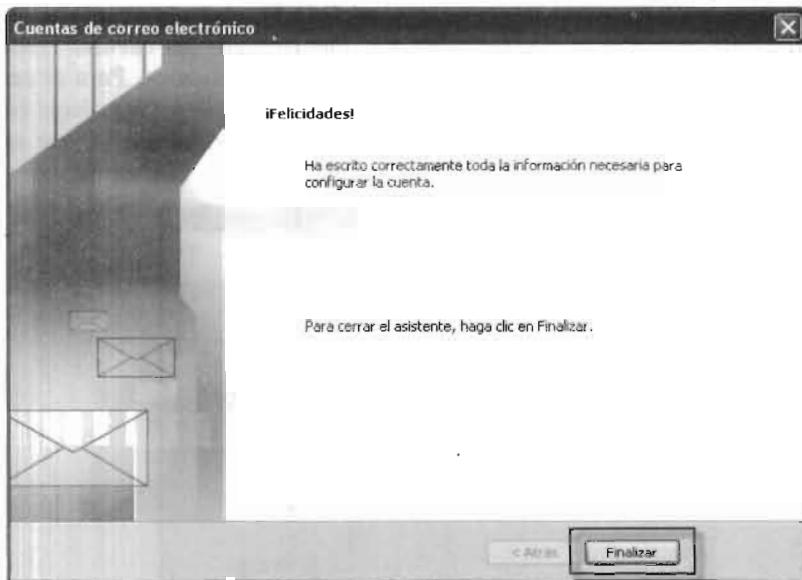 Cuentas de correo electrónico
¡Felicidades!
Ha escrito correctamente toda la información necesaria para
configurar la cuenta.
Para cerrar el asistente, haga clic en Finalizar.
< Atrás
Finalizar